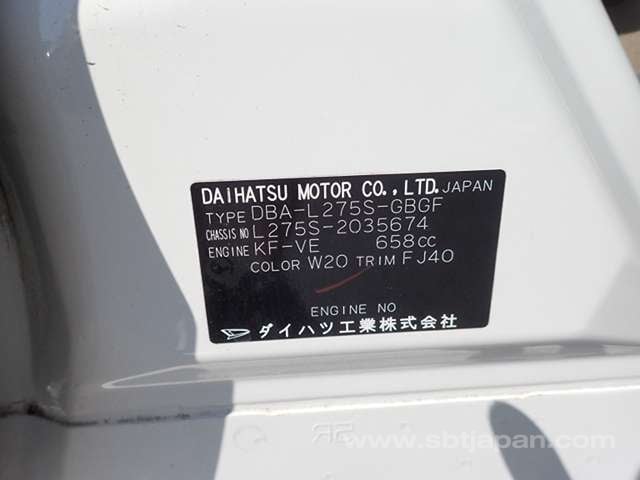 DAIHATSU MOTOR CO., LTD. JAPAN
TYPE DBA-L275S-GBGF
CHASSIS NO L275S-2035674
ENGINE KF-VE 658CC
COLOR W20 TRIM FJ40
ENGINE NO
ダイハツ工業株式会社
www.sbtjapan.com